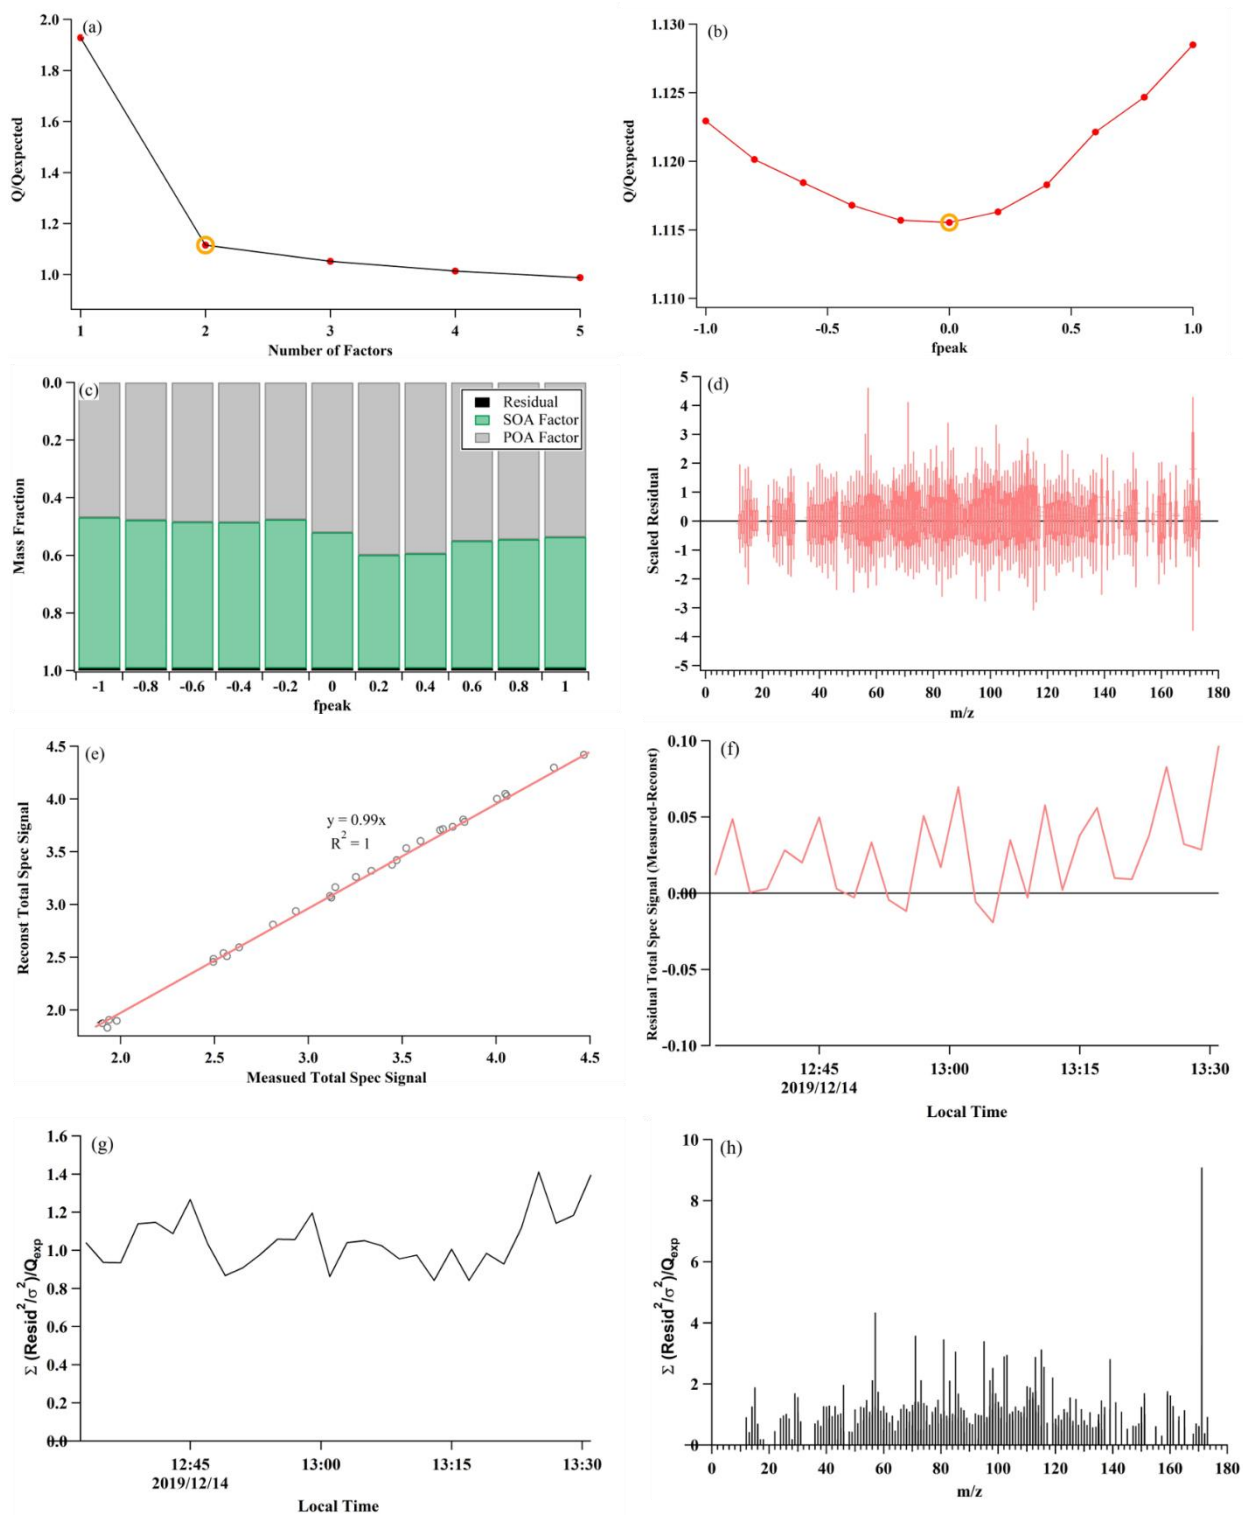 (a)
2.0
1.8
1.6
1.4
1.2
1.0
Q/Qexpected
1 2 3 4 5
Number of Factors
(b)
1.130
1.125
1.120
1.115
1.110
Q/Qexpected
-1.0 -0.5 0.0 0.5 1.0
fpeak
(c)
0.0
0.2
0.4
0.6
0.8
1.0
Mass Fraction
Residual
SOA Factor
POA Factor
-1 -0.8 -0.6 -0.4 -0.2 0 0.2 0.4 0.6 0.8 1
fpeak
(d)
5
4
3
2
1
0
-1
-2
-3
-4
-5
Scaled Residual
0 20 40 60 80 100 120 140 160 180
m/z
(e)
4.5
4.0
3.5
3.0
2.5
2.0
Reconst Total Spec Signal
y = 0.99x
R² = 1
2.0 2.5 3.0 3.5 4.0 4.5
Measued Total Spec Signal
(f)
0.10
0.05
0.00
-0.05
-0.10
Residual Total Spec Signal (Measured-Reconst)
12:45 13:00 13:15 13:30
2019/12/14
Local Time
(g)
1.6
1.4
1.2
1.0
0.8
0.6
0.4
0.2
0.0
Σ (Resid²/σ²)/Qexp
12:45 13:00 13:15 13:30
2019/12/14
Local Time
(h)
10
8
6
4
2
0
Σ (Resid²/σ²)/Qexp
0 20 40 60 80 100 120 140 160 180
m/z